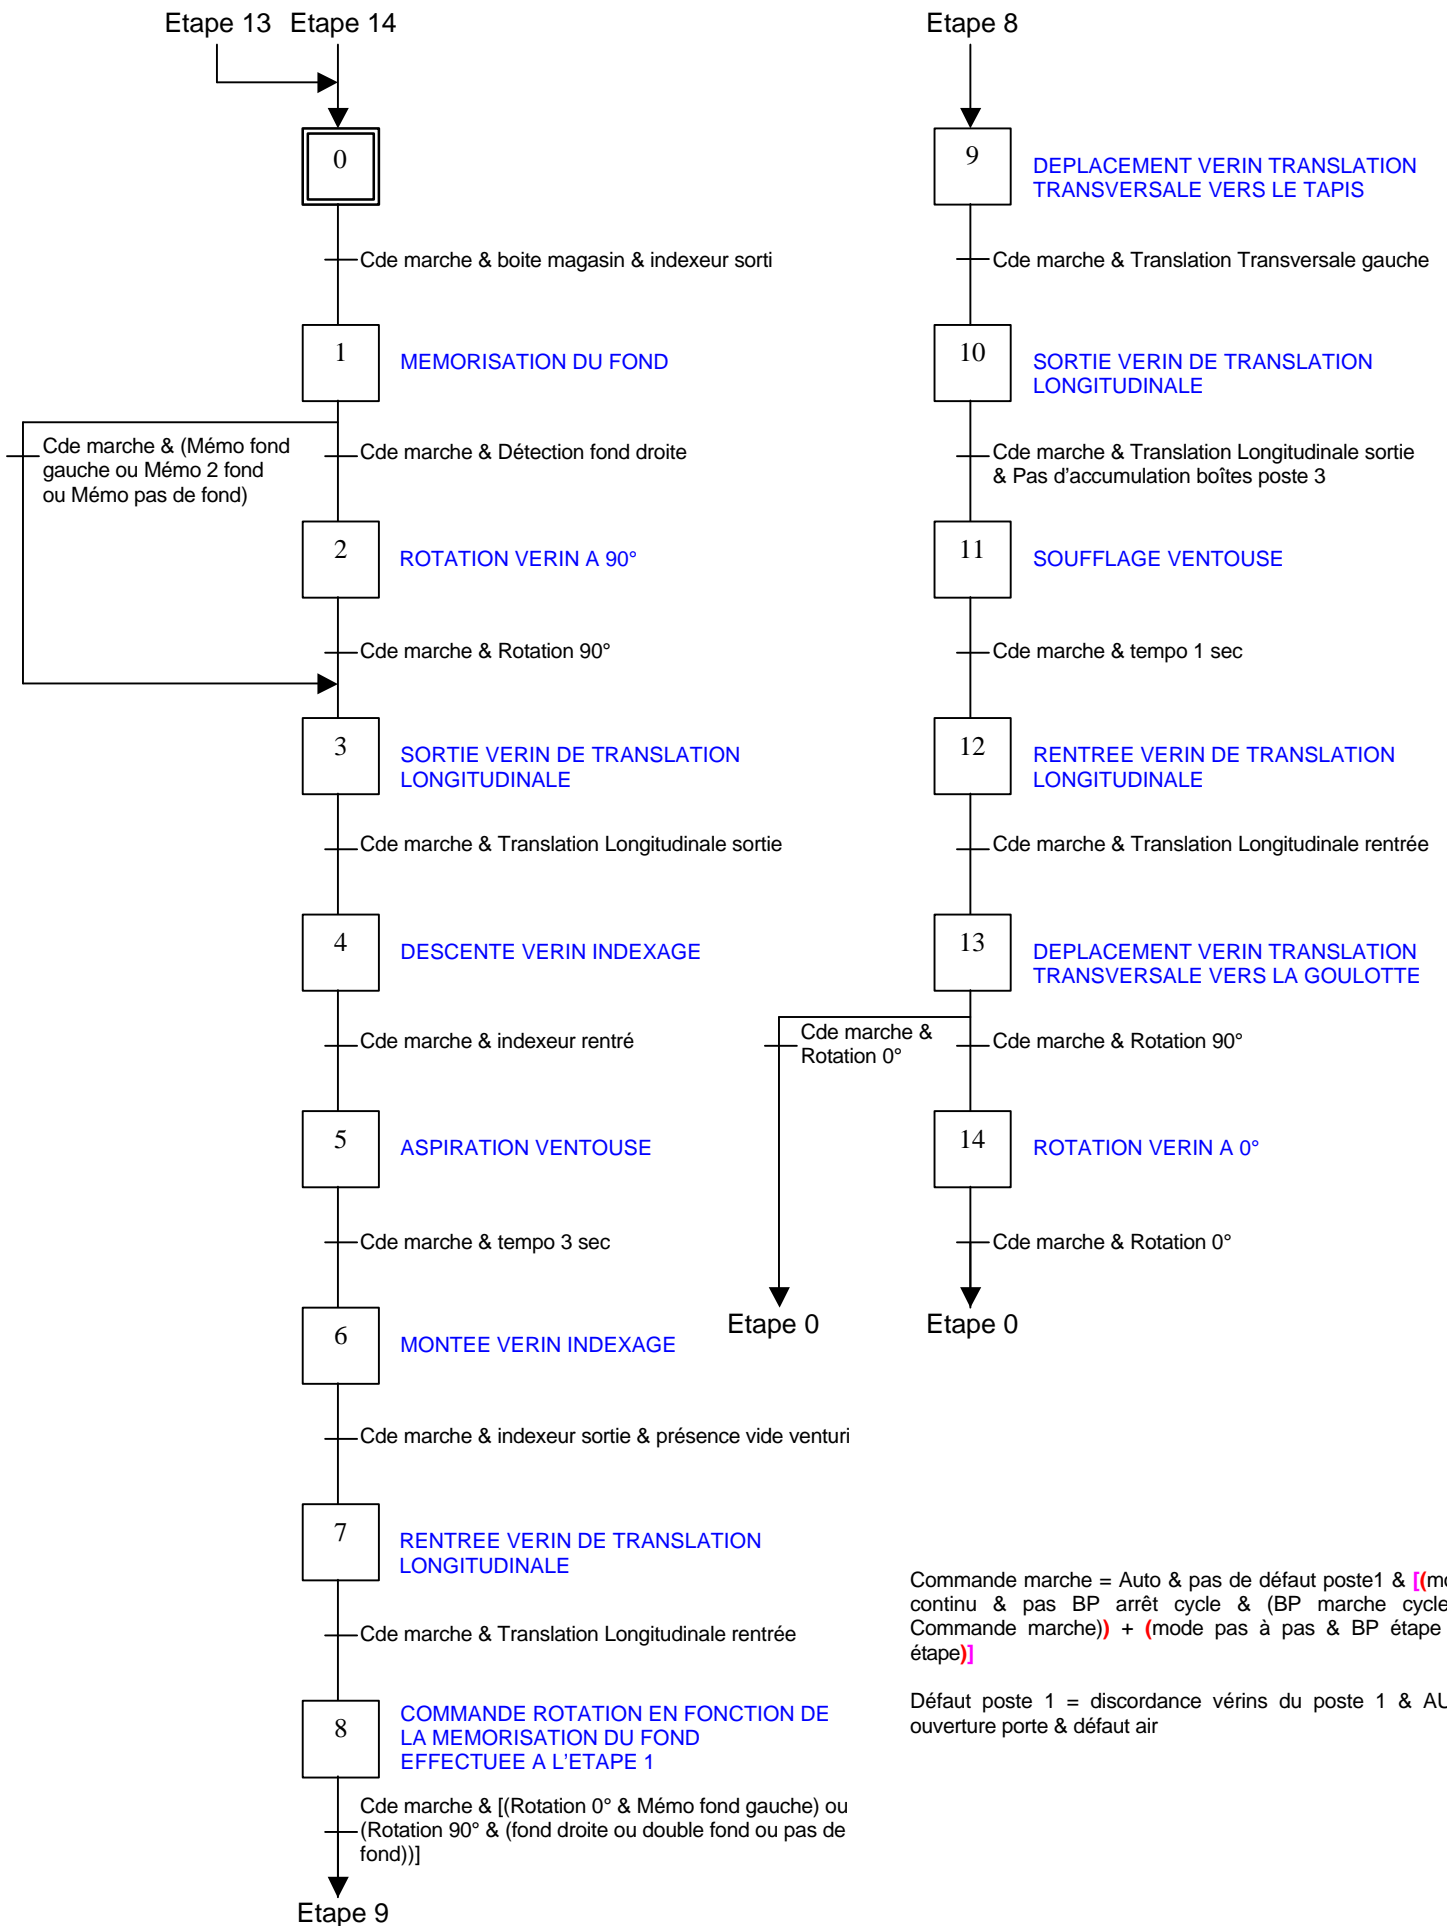 Etape 13 Etape 14
0
Cde marche & boite magasin & indexeur sorti
1
MEMORISATION DU FOND
Cde marche & (Mémo fond
gauche ou Mémo 2 fond
ou Mémo pas de fond)
Cde marche & Détection fond droite
2
ROTATION VERIN A 90°
Cde marche & Rotation 90°
3
SORTIE VERIN DE TRANSLATION
LONGITUDINALE
Cde marche & Translation Longitudinale sortie
4
DESCENTE VERIN INDEXAGE
Cde marche & indexeur rentré
5
ASPIRATION VENTOUSE
Cde marche & tempo 3 sec
6
MONTEE VERIN INDEXAGE
Cde marche & indexeur sortie & présence vide venturi
7
RENTREE VERIN DE TRANSLATION
LONGITUDINALE
Cde marche & Translation Longitudinale rentrée
8
COMMANDE ROTATION EN FONCTION DE
LA MEMORISATION DU FOND
EFFECTUEE A L'ETAPE 1
Cde marche & [(Rotation 0° & Mémo fond gauche) ou
(Rotation 90° & (fond droite ou double fond ou pas de
fond))]
Etape 9
Etape 8
9
DEPLACEMENT VERIN TRANSLATION
TRANSVERSALE VERS LE TAPIS
Cde marche & Translation Transversale gauche
10
SORTIE VERIN DE TRANSLATION
LONGITUDINALE
Cde marche & Translation Longitudinale sortie
& Pas d'accumulation boîtes poste 3
11
SOUFFLAGE VENTOUSE
Cde marche & tempo 1 sec
12
RENTREE VERIN DE TRANSLATION
LONGITUDINALE
Cde marche & Translation Longitudinale rentrée
13
DEPLACEMENT VERIN TRANSLATION
TRANSVERSALE VERS LA GOULOTTE
Cde marche &
Rotation 0°
Cde marche & Rotation 90°
14
ROTATION VERIN A 0°
Cde marche & Rotation 0°
Etape 0
Etape 0
Commande marche = Auto & pas de défaut poste1 & [(
continu & pas BP arrêt cycle & (BP marche cycle
Commande marche)) + (mode pas à pas & BP étape
étape)]
Défaut poste 1 = discordance vérins du poste 1 &
ouverture porte & défaut air